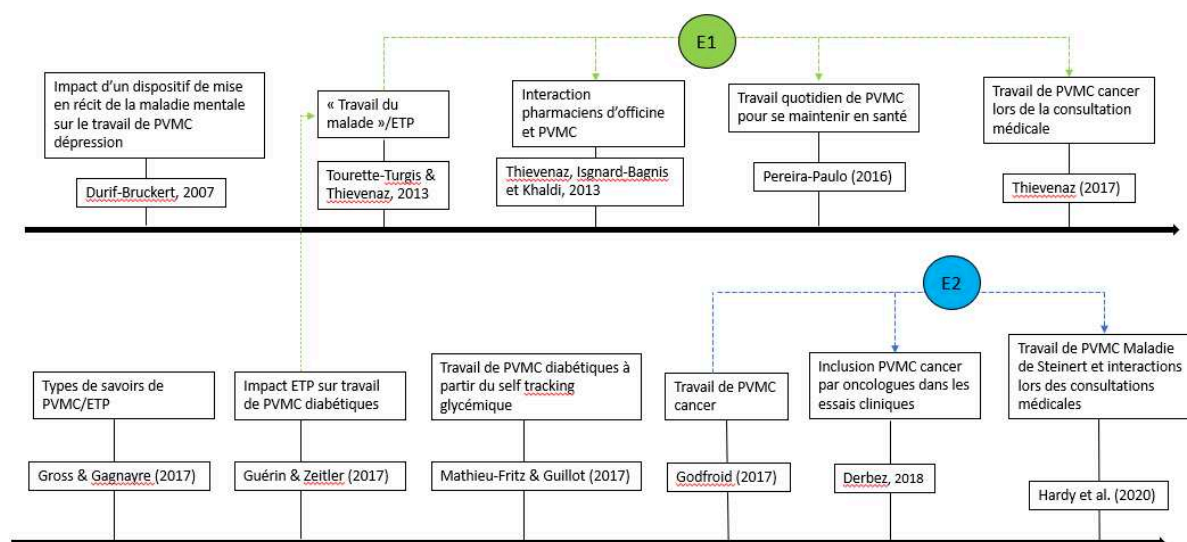 E1
Impact d’un dispositif de mise
en récit de la maladie mentale
sur le travail de PVMC
dépression
« Travail du
malade »/ETP
Interaction
pharmaciens d’officine
et PVMC
Travail quotidien de PVMC
pour se maintenir en santé
Travail de PVMC cancer
lors de la consultation
médicale
Durif-Bruckert, 2007
Tourette-Turgis &
Thievenaz, 2013
Thievenaz, Isgnard-Bagnis
et Khaldi, 2013
Pereira-Paulo (2016)
Thievenaz (2017)
E2
Types de savoirs de
PVMC/ETP
Impact ETP sur travail
de PVMC diabétiques
Travail de PVMC diabétiques à
partir du self tracking
glycémique
Travail de PVMC
cancer
Inclusion PVMC cancer
par oncologues dans les
essais cliniques
Travail de PVMC Maladie
de Steinert et interactions
lors des consultations
médicales
Gross & Gagnayre (2017)
Guérin & Zeitler (2017)
Mathieu-Fritz & Guillot (2017)
Godfroid (2017)
Derbez, 2018
Hardy et al. (2020)